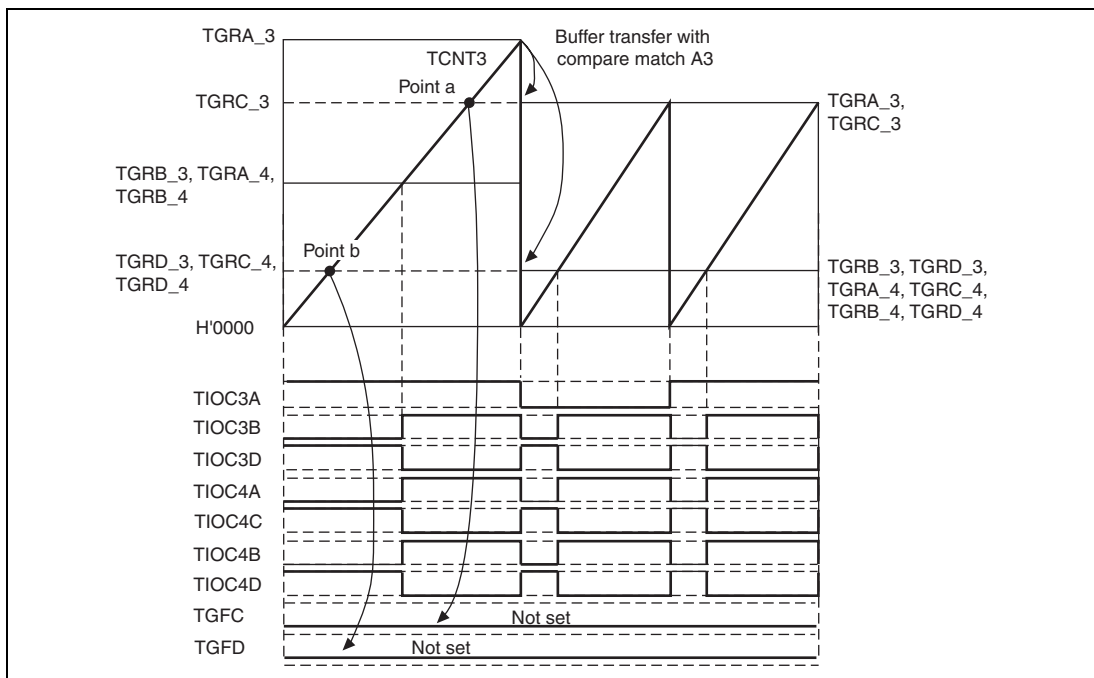 TGRA_3
TCNT3
Buffer transfer with
compare match A3
Point a
TGRC_3
TGRA_3,
TGRC_3
TGRB_3, TGRA_4,
TGRB_4
Point b
TGRD_3, TGRC_4,
TGRD_4
TGRB_3, TGRD_3,
TGRA_4, TGRC_4,
TGRB_4, TGRD_4
H'0000
TIOC3A
TIOC3B
TIOC3D
TIOC4A
TIOC4C
TIOC4B
TIOC4D
TGFC
Not set
TGFD
Not set